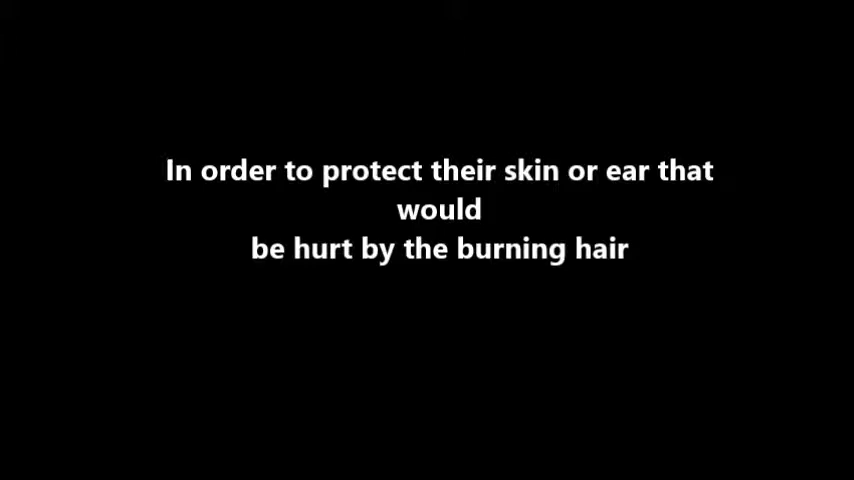 In order to protect their skin or ear that
would
be hurt by the burning hair